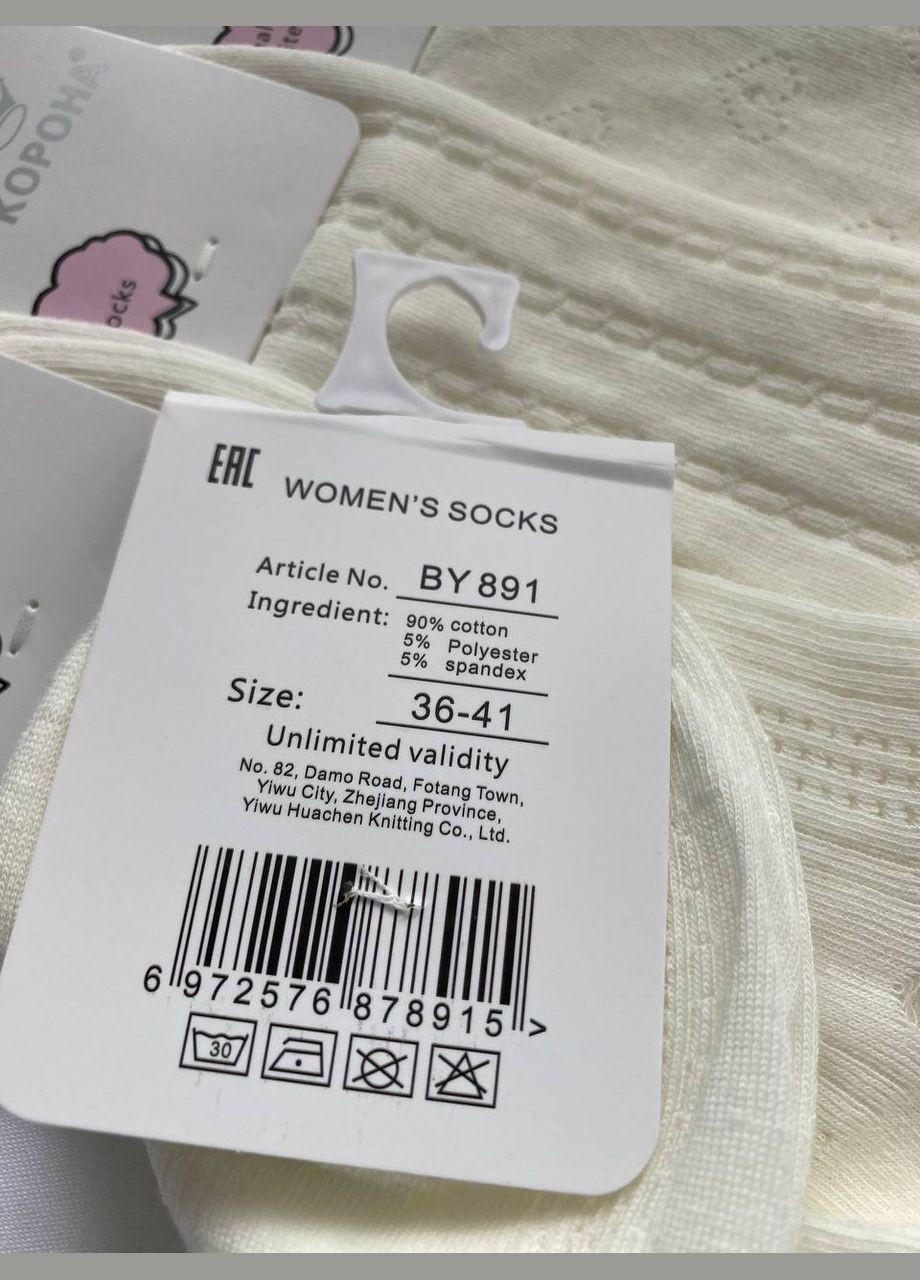 КОРОНА®
ocks
EAC
WOMEN'S SOCKS
Article No. BY 891
Ingredient: 90% cotton
5% Polyester
5% spandex
Size: 36-41
Unlimited validity
No. 82, Damo Road, Fotang Town,
Yiwu City, Zhejiang Province,
Yiwu Huachen Knitting Co., Ltd.
6 972576 878915 >
30